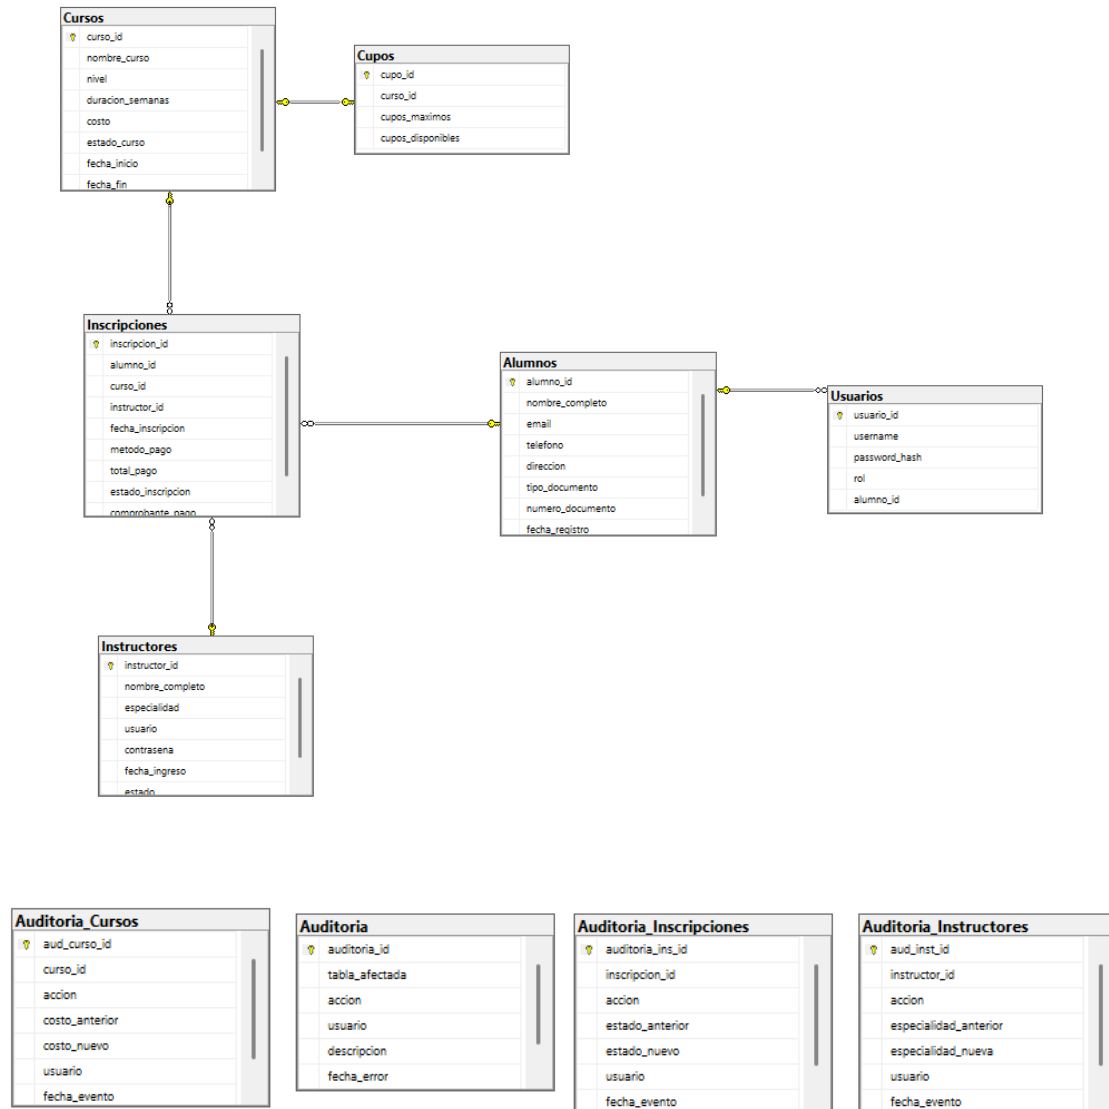 Cursos
curso_id
nombre_curso
nivel
duracion_semanas
costo
estado_curso
fecha_inicio
fecha_fin
Cupos
cupo_id
curso_id
cupos_maximos
cupos_disponibles
Inscripciones
inscripcion_id
alumno_id
curso_id
instructor_id
fecha_inscripcion
metodo_pago
total_pago
estado_inscripcion
comprobante_pago
Alumnos
alumno_id
nombre_completo
email
telefono
direccion
tipo_documento
numero_documento
fecha_registro
Usuarios
usuario_id
username
password_hash
rol
alumno_id
Instructores
instructor_id
nombre_completo
especialidad
usuario
contrasena
fecha_ingreso
estado
Auditoria_Cursos
aud_curso_id
curso_id
accion
costo_anterior
costo_nuevo
usuario
fecha_evento
Auditoria
auditoria_id
tabla_afectada
accion
usuario
descripcion
fecha_error
Auditoria_Inscripciones
auditoria_ins_id
inscripcion_id
accion
estado_anterior
estado_nuevo
usuario
fecha_evento
Auditoria_Instructores
aud_inst_id
instructor_id
accion
especialidad_anterior
especialidad_nueva
usuario
fecha_evento